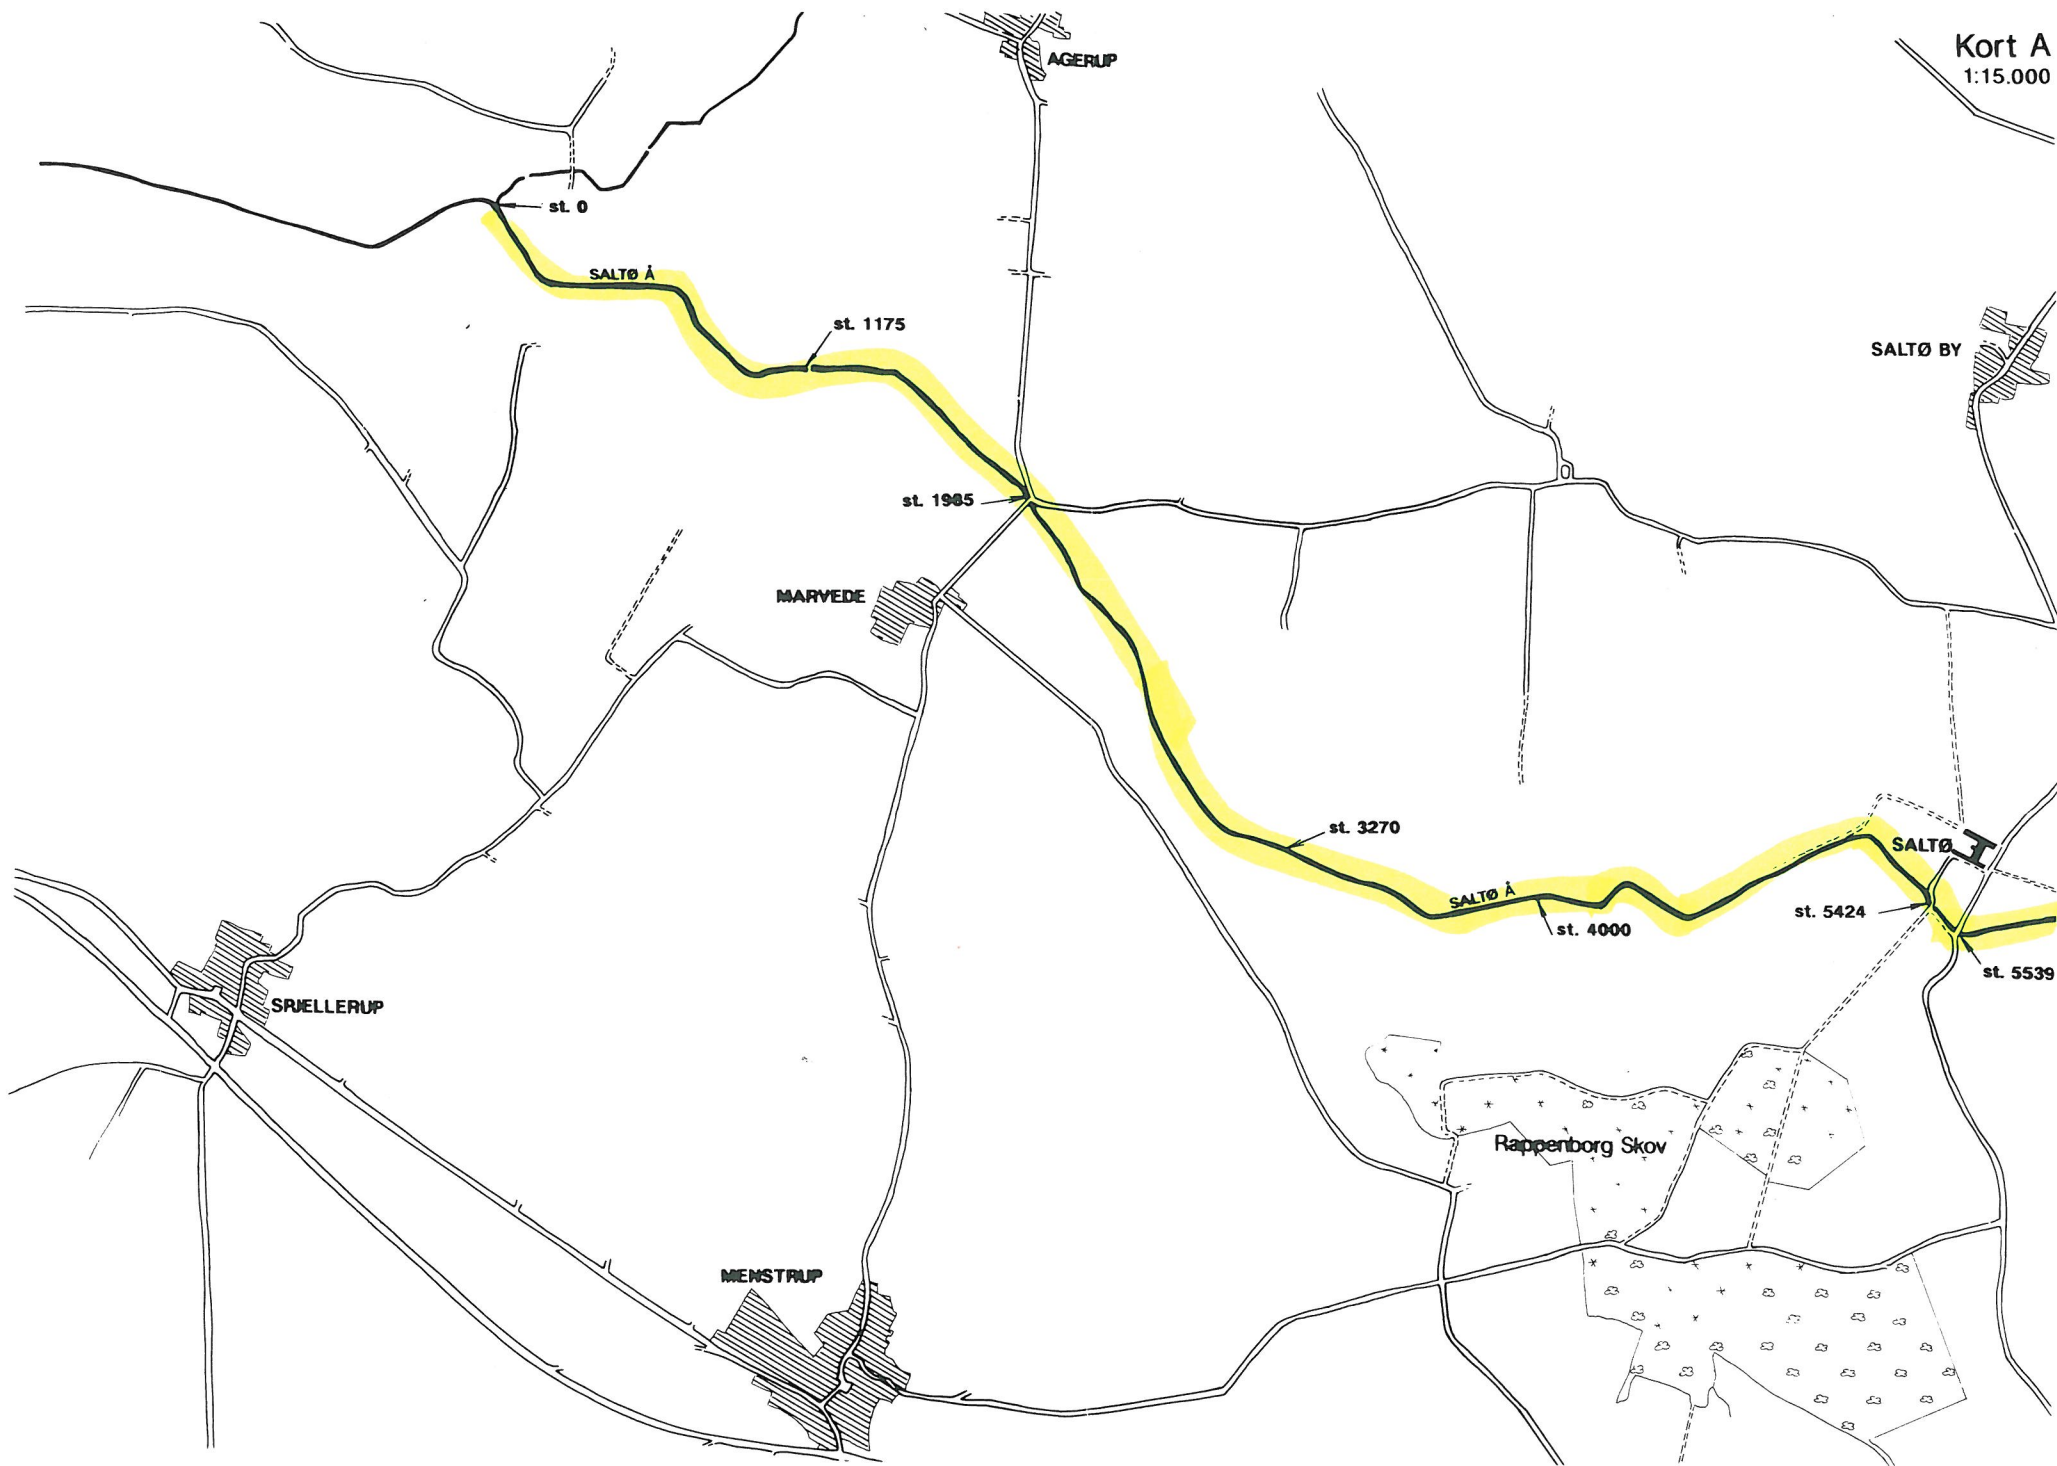 Kort A
1:15.000
AGERUP
st. 0
SALTØ Å
st. 1175
SALTØ BY
st. 1985
MARVEDE
st. 3270
SALTØ
SALTØ Å
st. 5424
st. 4000
st. 5539
SPJELLERUP
Rappenborg Skov
MENSTRUP